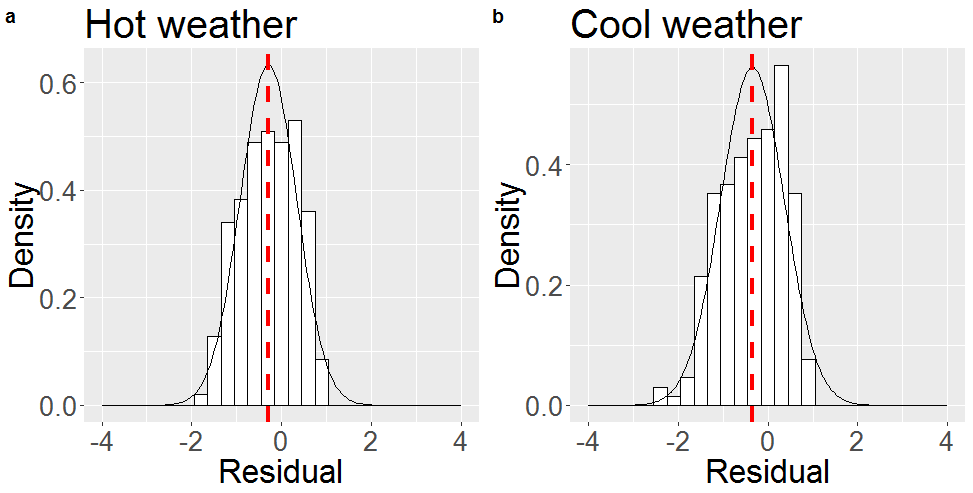 a
Hot weather
Density
0.6
0.4
0.2
0.0
-4
-2
0
2
4
Residual
b
Cool weather
Density
0.4
0.2
0.0
-4
-2
0
2
4
Residual